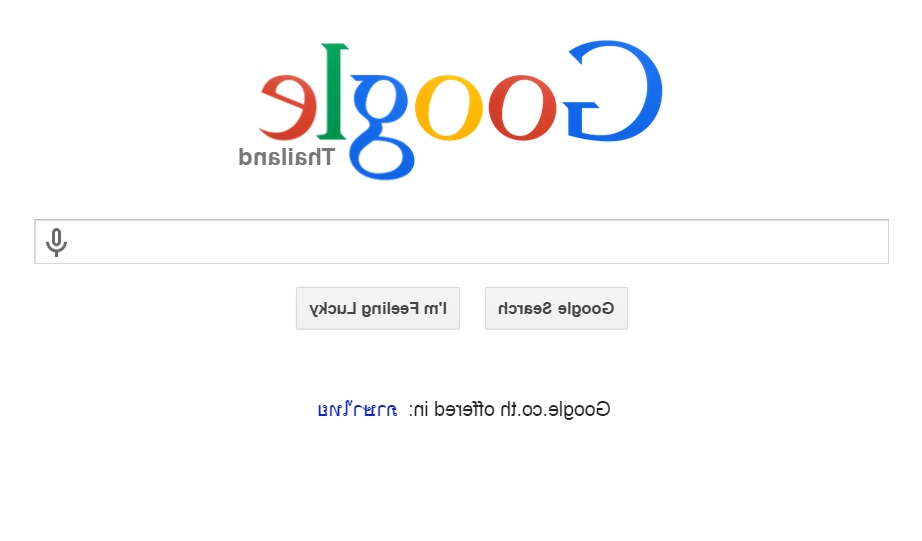 Google
Thailand
Google Search I'm Feeling Lucky
Google.co.th offered in: ภาษาไทย